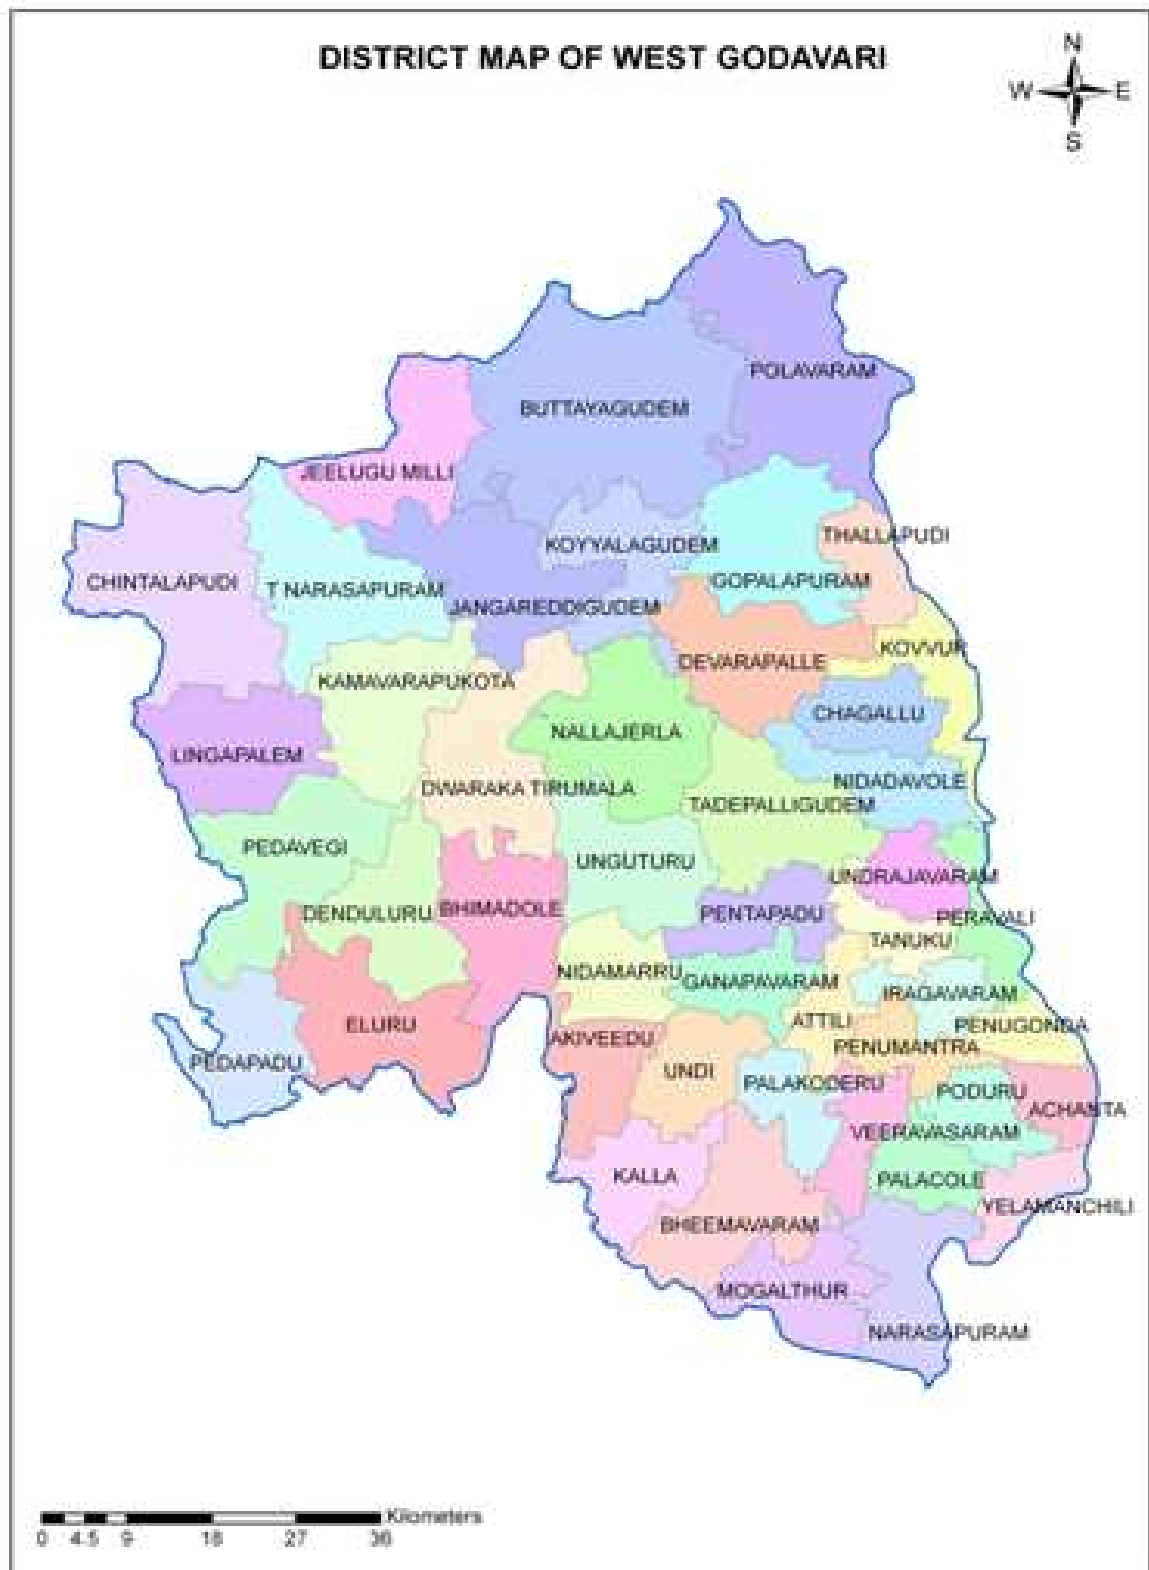 DISTRICT MAP OF WEST GODAVARI
N
W E
S
POLAVARAM
BUTTAYAGUDEM
JEELUGU MILLI
THALLAPUDI
KOYYALAGUDEM
CHINTALAPUDI
T NARASAPURAM
GOPALAPURAM
JANGAREDDIGUDEM
KOVVUR
DEVARAPALLE
KAMAVARAPUKOTA
CHAGALLU
NALLAJERLA
LINGAPALEM
NIDADAVOLE
DWARAKA TIRUMALA
TADEPALLIGUDEM
PEDAVEGI
UNGUTURU
UNDRAJAVARAM
DENDULURU
BHIMADOLE
PENTAPADU
PERAVALI
TANUKU
NIDAMARRU
GANAPAVARAM
IRAGAVARAM
ELURU
ATTILI
PENUGONDA
AKIVEEDU
PENUMANTRA
PEDAPADU
UNDI
PALAKODERU
PODURU
ACHANTA
VEERAVASARAM
KALLA
PALACOLE
YELAMANCHILI
BHEEMAVARAM
MOGALTHUR
NARASAPURAM
Kilometers
0 4.5 9 18 27 36